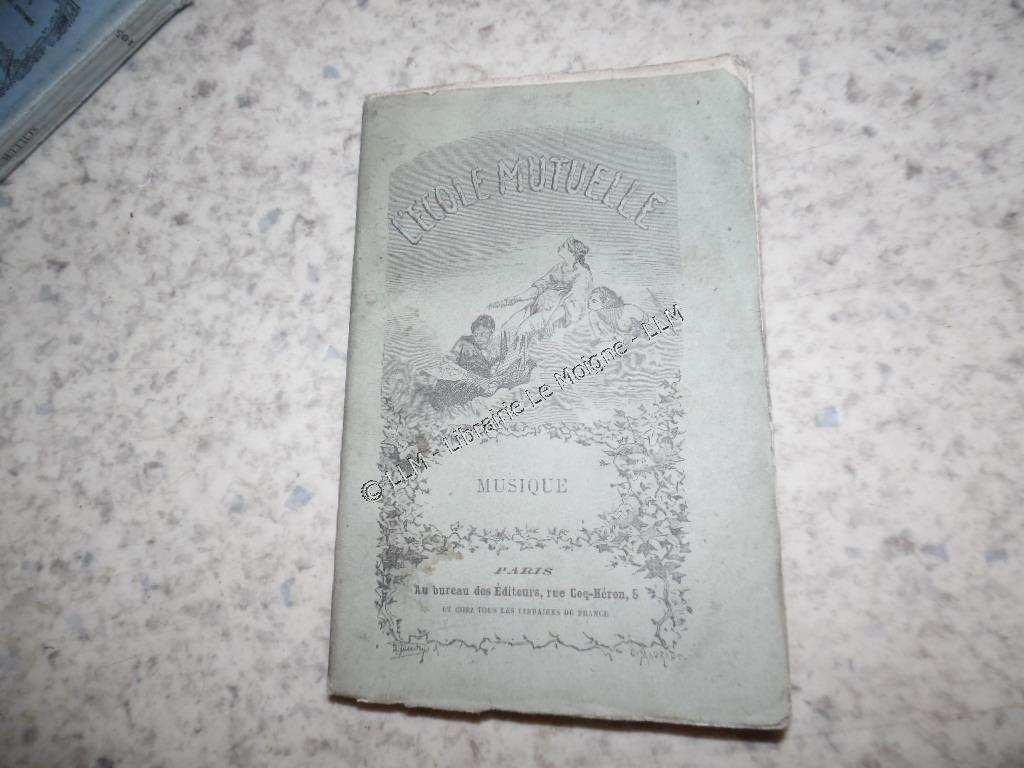 L'ECOLE MUTUELLE
© LLM - Librairie Le Moigne - LLM
MUSIQUE
PARIS
Au bureau des Éditeurs, rue Coq-Héron, 5
ET CHEZ TOUS LES LIBRAIRES DE FRANCE